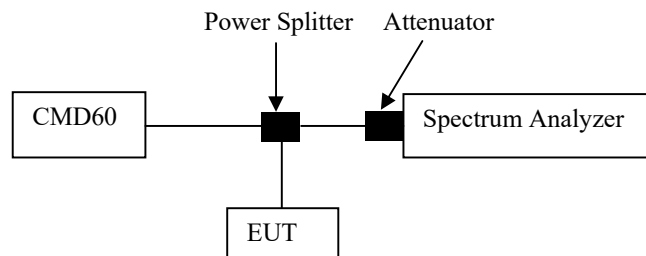 Power Splitter
Attenuator
CMD60
Spectrum Analyzer
EUT